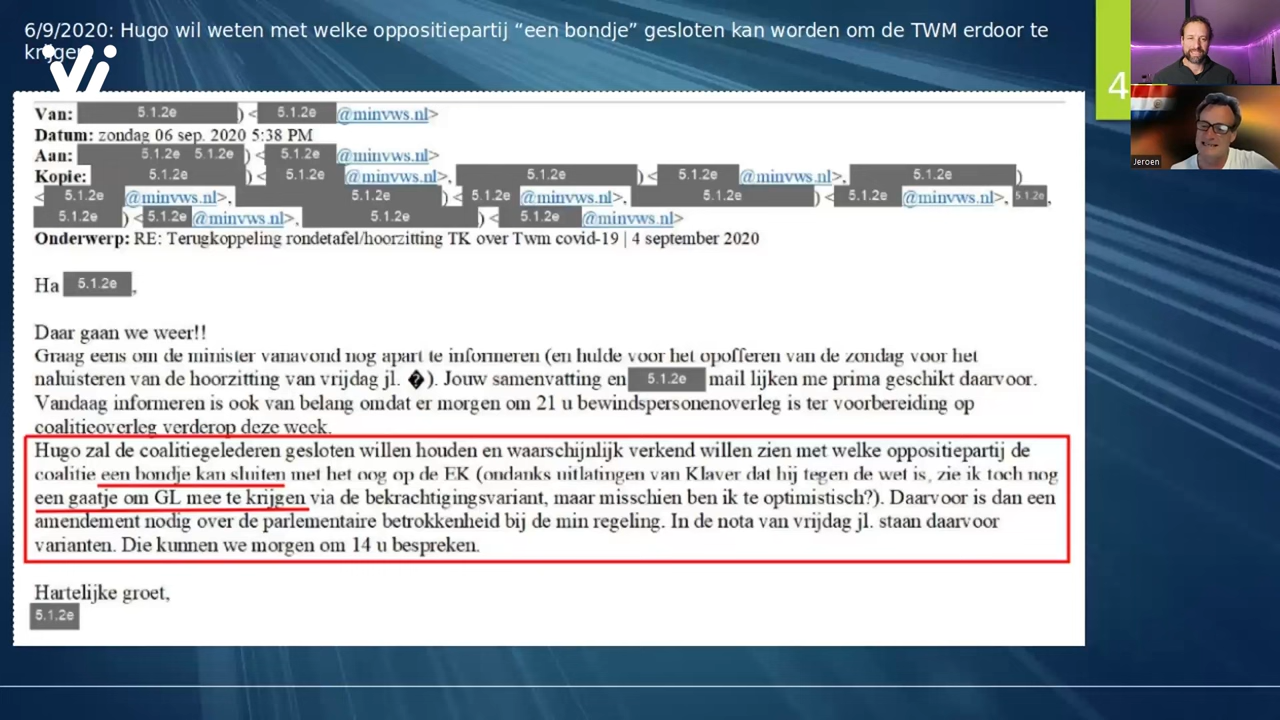 6/9/2020: Hugo wil weten met welke oppositiepartij “een bondje” gesloten kan worden om de TWM erdoor te
krijgen
vi
4
Jeroen
Van: 5.1.2e ) < 5.1.2e @minvws.nl>
Datum: zondag 06 sep. 2020 5:38 PM
Aan: 5.1.2e 5.1.2e ) < 5.1.2e @minvws.nl>
Kopie: 5.1.2e ) < 5.1.2e @minvws.nl>, 5.1.2e ) < 5.1.2e @minvws.nl>, 5.1.2e )
< 5.1.2e @minvws.nl>, 5.1.2e ) < 5.1.2e @minvws.nl>, 5.1.2e ) < 5.1.2e @minvws.nl>, 5.1.2e ,
5.1.2e ) < 5.1.2e @minvws.nl>, 5.1.2e ) < 5.1.2e @minvws.nl>
Onderwerp: RE: Terugkoppeling rondetafel/hoorzitting TK over Twm covid-19 | 4 september 2020
Ha 5.1.2e ,
Daar gaan we weer!!
Graag eens om de minister vanavond nog apart te informeren (en hulde voor het opofferen van de zondag voor het
naluisteren van de hoorzitting van vrijdag jl. �). Jouw samenvatting en 5.1.2e mail lijken me prima geschikt daarvoor.
Vandaag informeren is ook van belang omdat er morgen om 21 u bewindspersonenoverleg is ter voorbereiding op
coalitieoverleg verderop deze week.
Hugo zal de coalitiegelederen gesloten willen houden en waarschijnlijk verkend willen zien met welke oppositiepartij de
coalitie een bondje kan sluiten met het oog op de EK (ondanks uitlatingen van Klaver dat hij tegen de wet is, zie ik toch nog
een gaatje om GL mee te krijgen via de bekrachtigingsvariant, maar misschien ben ik te optimistisch?). Daarvoor is dan een
amendement nodig over de parlementaire betrokkenheid bij de min regeling. In de nota van vrijdag jl. staan daarvoor
varianten. Die kunnen we morgen om 14 u bespreken.
Hartelijke groet,
5.1.2e